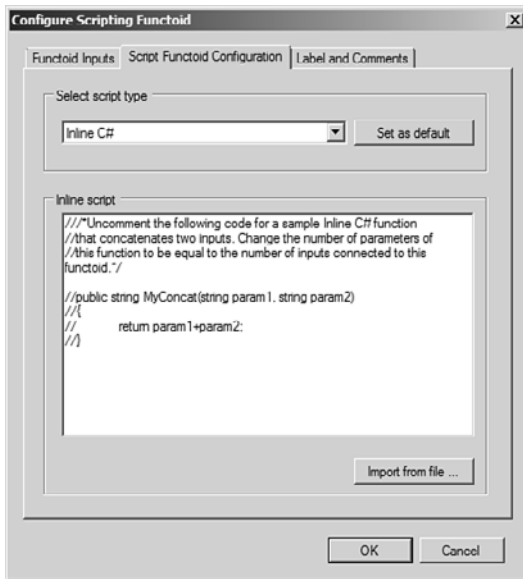 Configure Scripting Functoid
Functoid Inputs
Script Functoid Configuration
Label and Comments
Select script type
Inline C#
Set as default
Inline script
///*Uncomment the following code for a sample Inline C# function
//that concatenates two inputs. Change the number of parameters of
//this function to be equal to the number of inputs connected to this
functoid.*/
//public string MyConcat(string param1, string param2)
//{
// return param1+param2;
//}
Import from file ...
OK
Cancel